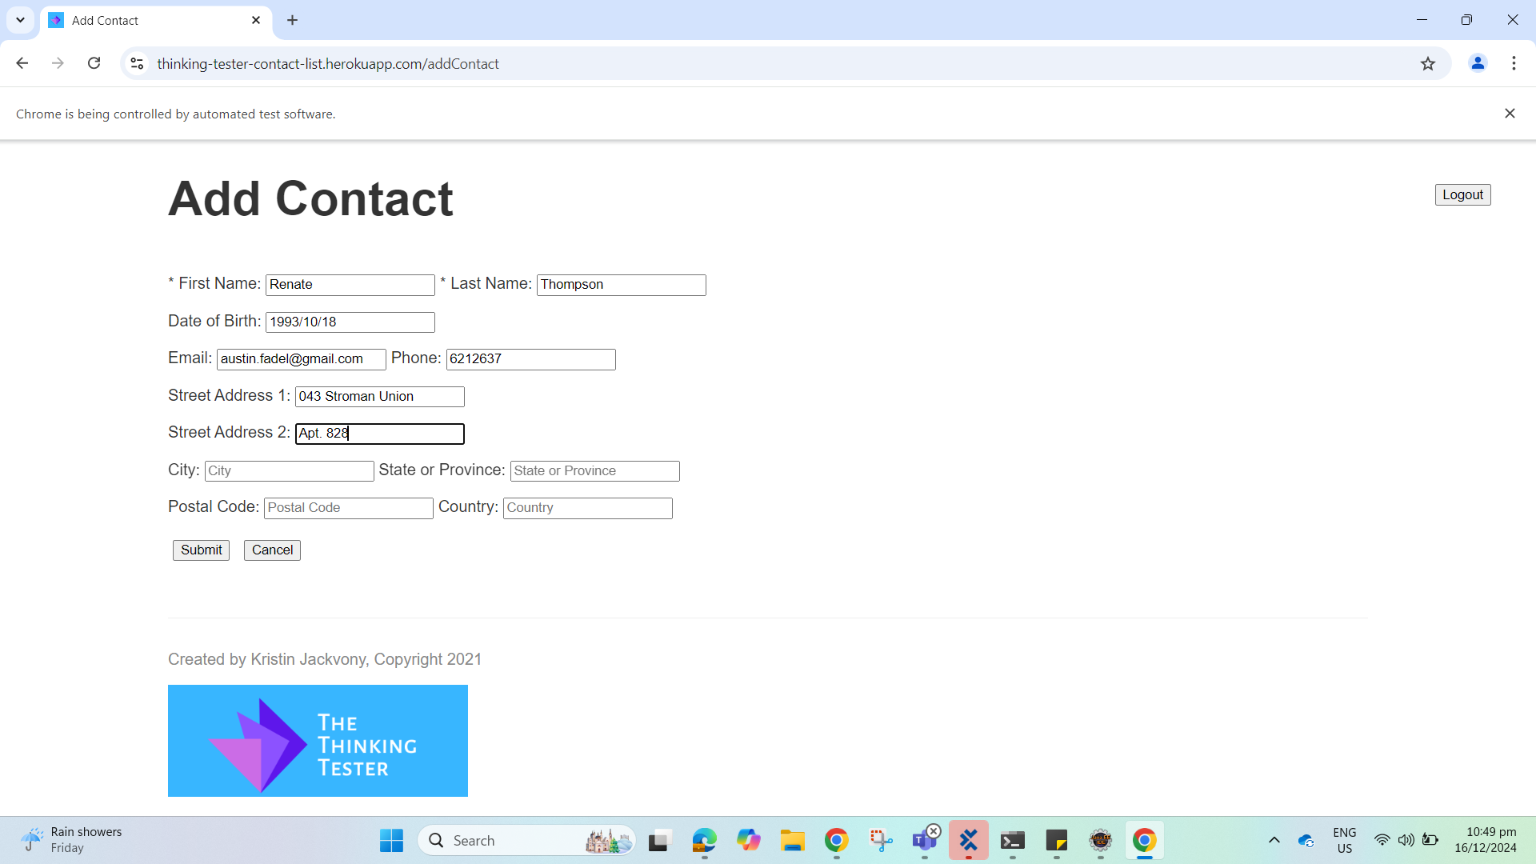 Add Contact
thinking-tester-contact-list.herokuapp.com/addContact
Chrome is being controlled by automated test software.
Add Contact
Logout
* First Name: Renate * Last Name: Thompson
Date of Birth: 1993/10/18
Email: austin.fadel@gmail.com Phone: 6212637
Street Address 1: 043 Stroman Union
Street Address 2: Apt. 828
City: City State or Province: State or Province
Postal Code: Postal Code Country: Country
Submit Cancel
Created by Kristin Jackvony, Copyright 2021
THE
THINKING
TESTER
Rain showers
Friday
Search
ENG
US
10:49 pm
16/12/2024